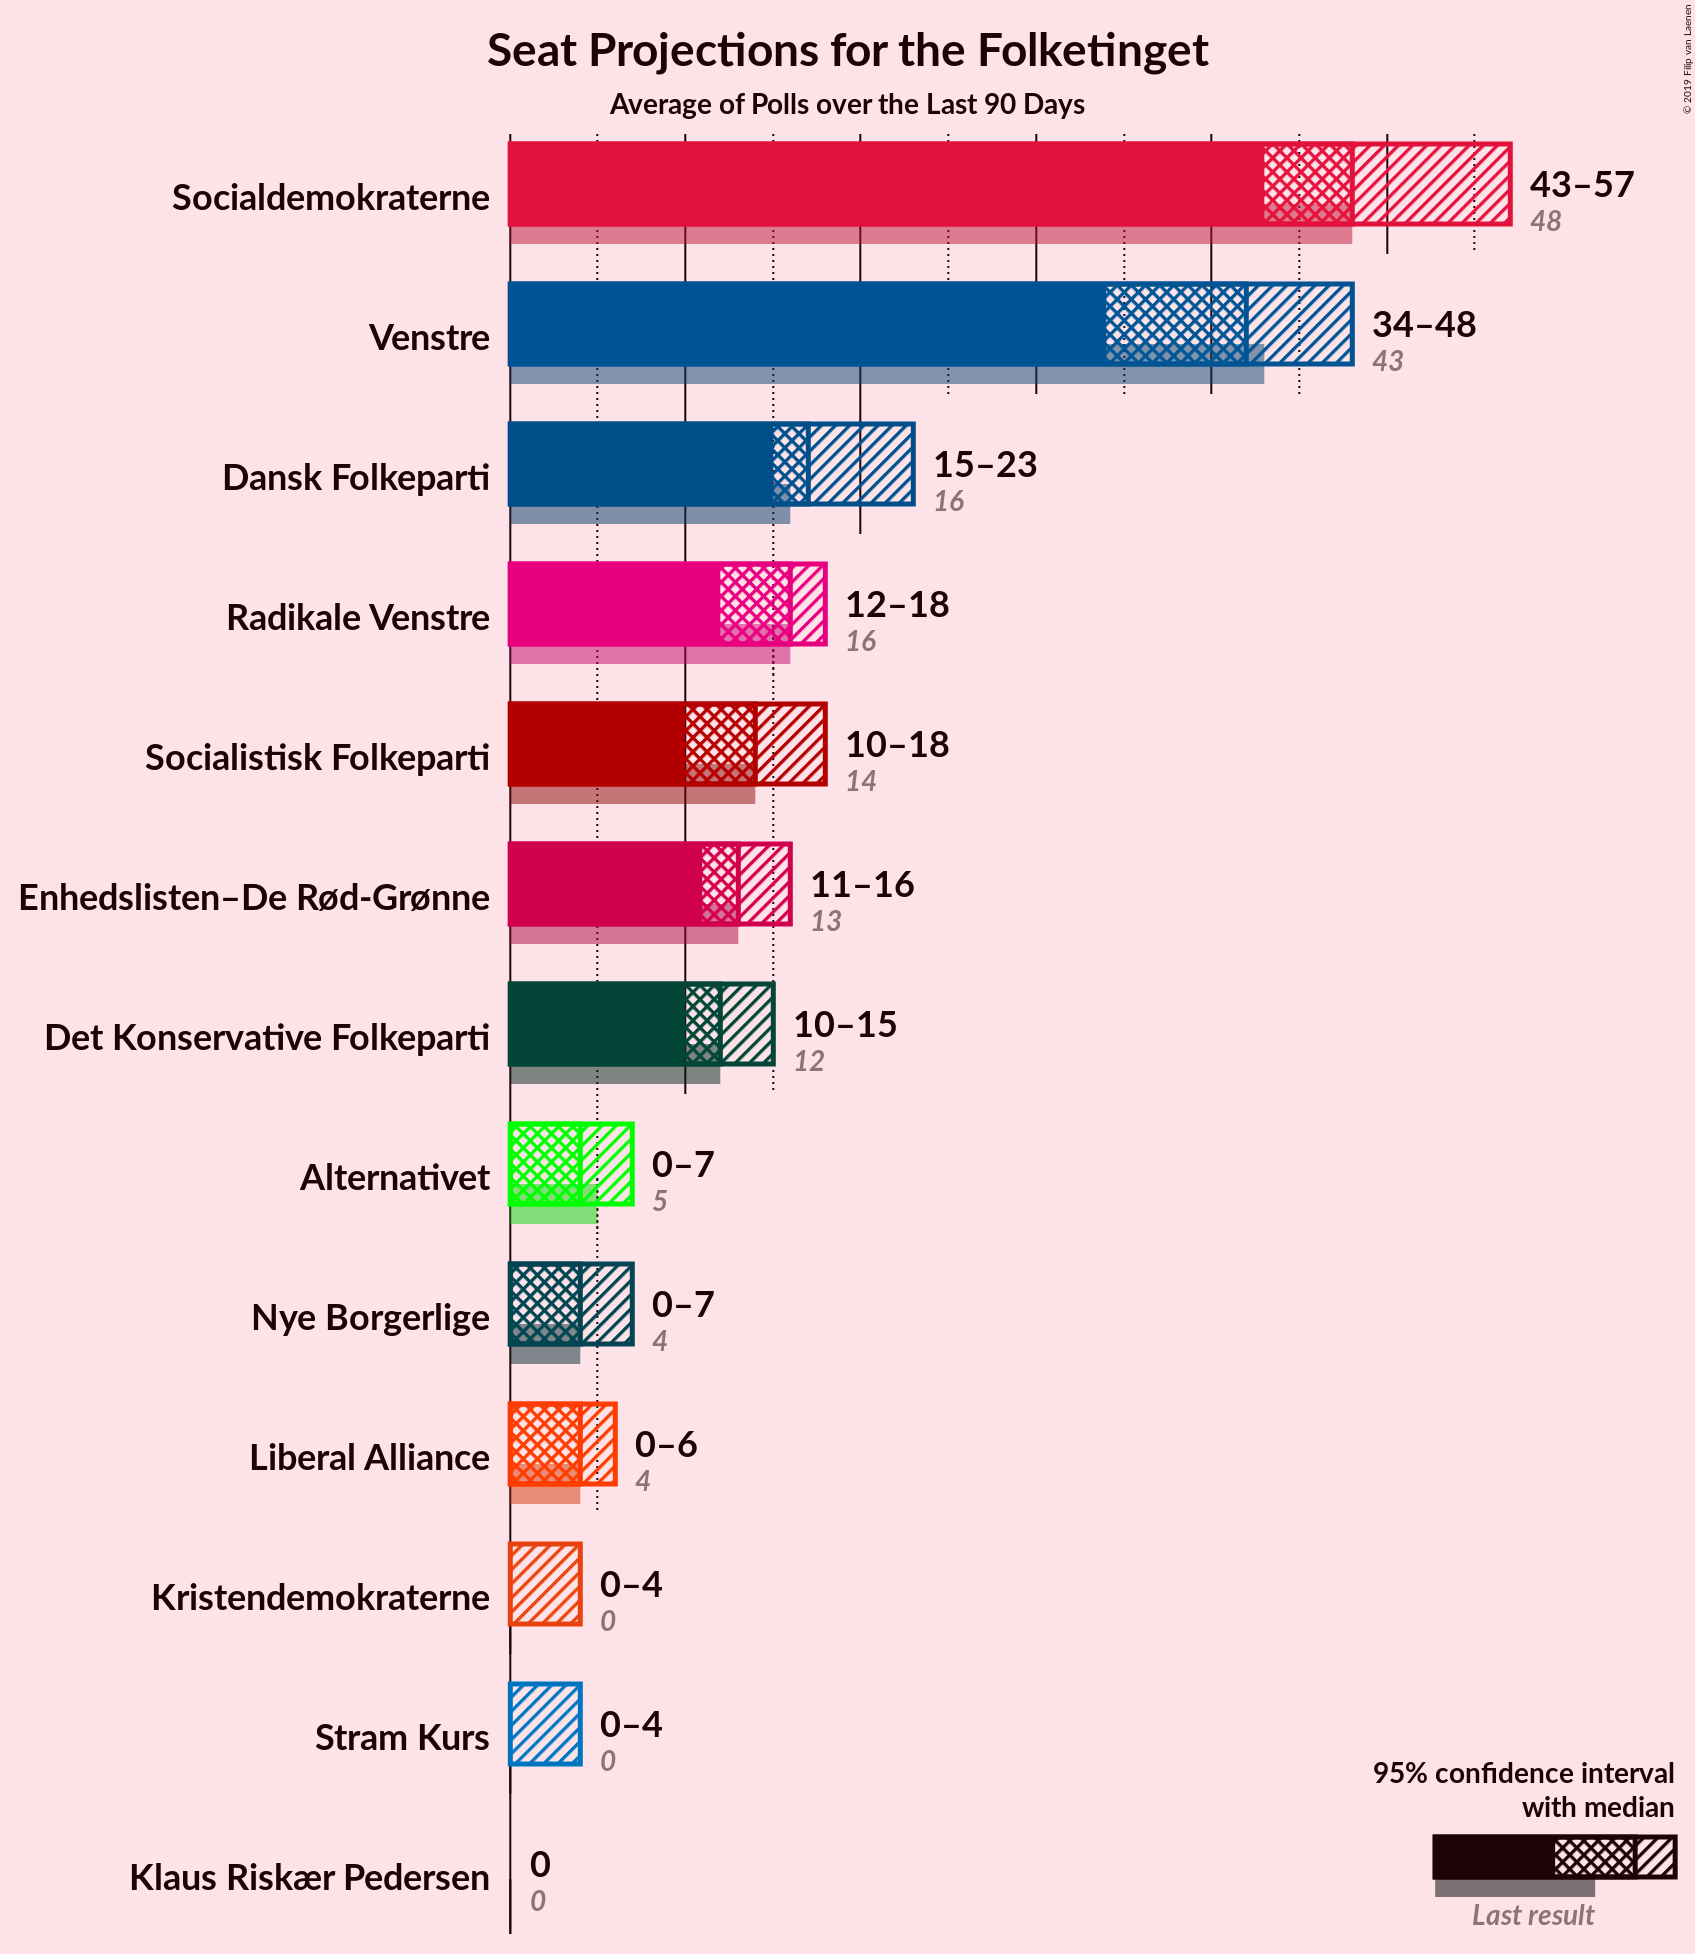 Seat Projections for the Folketinget
Average of Polls over the Last 90 Days
© 2019 Filip van Laenen
Socialdemokraterne
43–57
48
Venstre
34–48
43
Dansk Folkeparti
15–23
16
Radikale Venstre
12–18
16
Socialistisk Folkeparti
10–18
14
Enhedslisten–De Rød-Grønne
11–16
13
Det Konservative Folkeparti
10–15
12
Alternativet
0–7
5
Nye Borgerlige
0–7
4
Liberal Alliance
0–6
4
Kristendemokraterne
0–4
0
Stram Kurs
0–4
0
Klaus Riskær Pedersen
0
0
95% confidence interval
with median
Last result